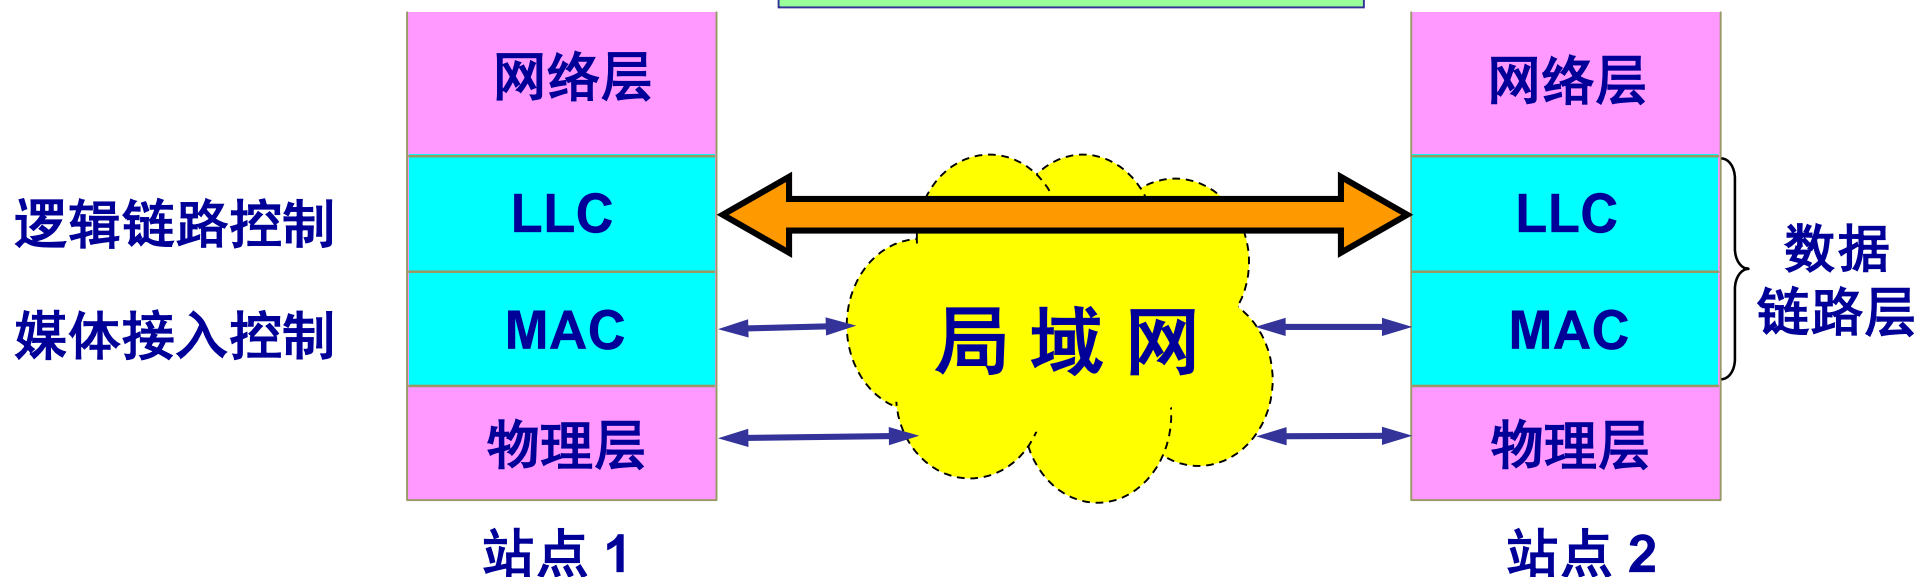 网络层
网络层
逻辑链路控制
LLC
LLC
数据
链路层
媒体接入控制
MAC
局域网
MAC
物理层
物理层
站点 1
站点 2